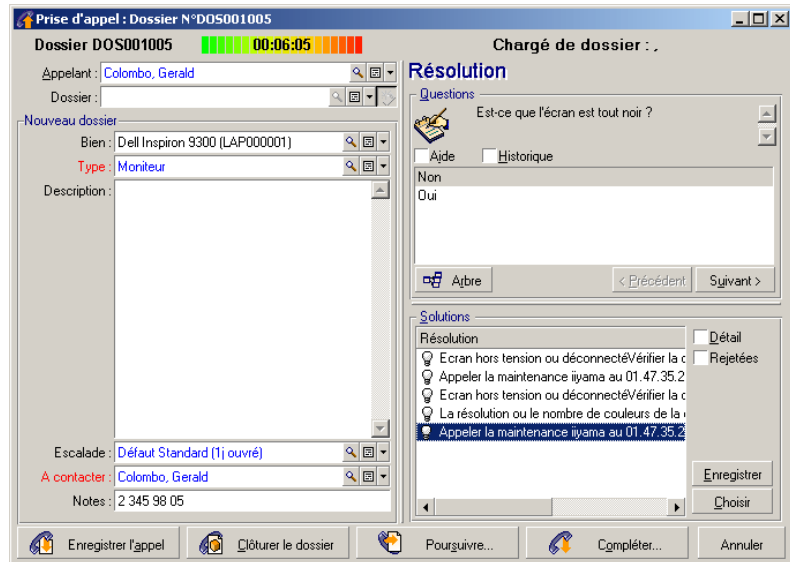 Prise d'appel : Dossier N°DOS001005
Dossier DOS001005
00:06:05
Chargé de dossier : ,
Appelant : Colombo, Gerald
Dossier :
Nouveau dossier
Bien : Dell Inspiron 9300 (LAP000001)
Type : Moniteur
Description :
Escalade : Défaut Standard (1j ouvré)
A contacter : Colombo, Gerald
Notes : 2 345 98 05
Résolution
Questions
Est-ce que l'écran est tout noir ?
Aide Historique
Non
Oui
Arbre < Précédent Suivant >
Solutions
Résolution
Détail
Rejetées
Ecran hors tension ou déconnectéVérifier la c
Appeler la maintenance iiyama au 01.47.35.2
Ecran hors tension ou déconnectéVérifier la c
La résolution ou le nombre de couleurs de la
Appeler la maintenance iiyama au 01.47.35.2
Enregistrer
Choisir
Enregistrer l'appel Clôturer le dossier Poursuivre... Compléter... Annuler